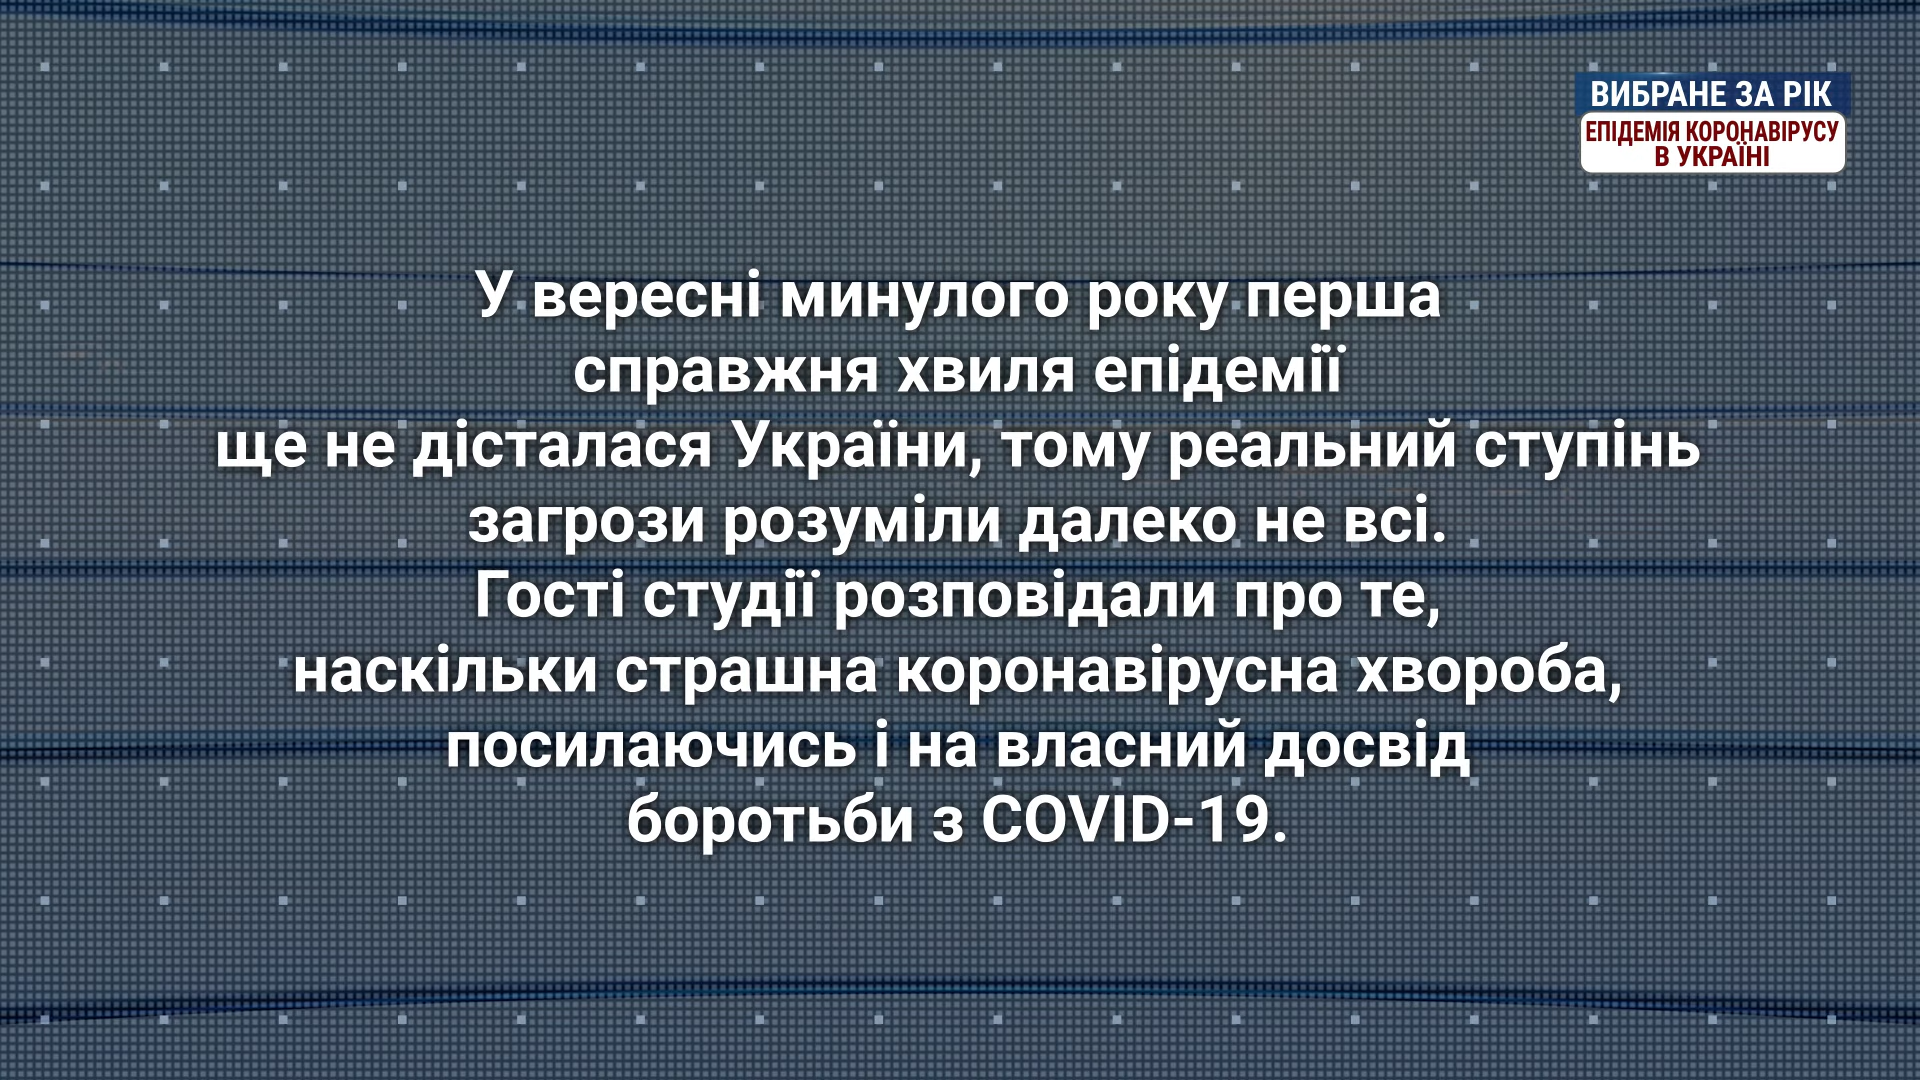 ВИБРАНЕ ЗА РІК
ЕПІДЕМІЯ КОРОНАВІРУСУ
В УКРАЇНІ
У вересні минулого року перша
справжня хвиля епідемії
ще не дісталася України, тому реальний ступінь
загрози розуміли далеко не всі.
Гості студії розповідали про те,
наскільки страшна коронавірусна хвороба,
посилаючись і на власний досвід
боротьби з COVID-19.